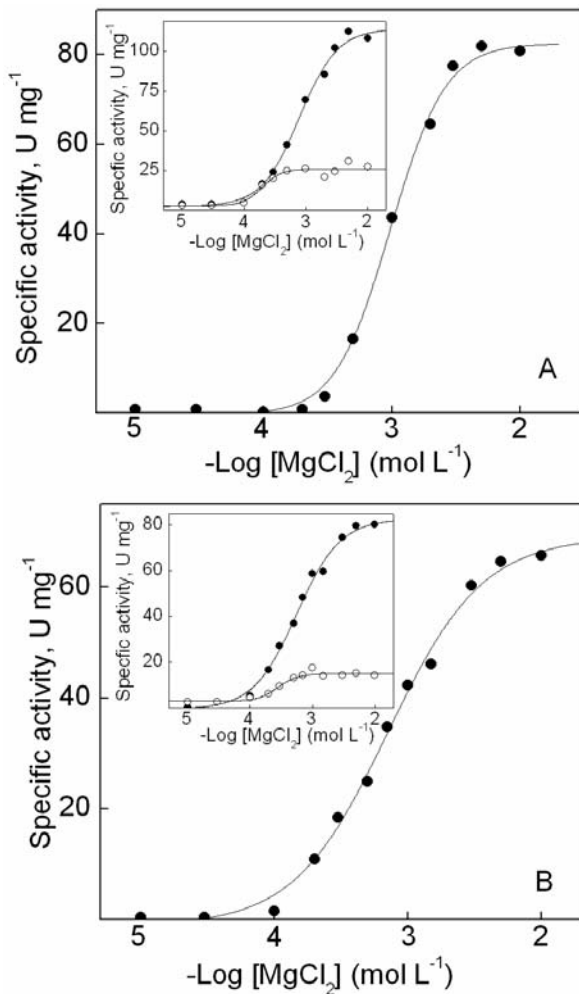 Specific activity, U mg⁻¹
80
60
40
20
Specfic activity, U mg⁻¹
100
75
50
25
5 4 3 2
-Log [MgCl₂] (mol L⁻¹)
A
5 4 3 2
-Log [MgCl₂] (mol L⁻¹)
Specific activity, U mg⁻¹
60
40
20
Specfic activity, U mg⁻¹
80
60
40
20
5 4 3 2
-Log [MgCl₂] (mol L⁻¹)
B
5 4 3 2
-Log [MgCl₂] (mol L⁻¹)